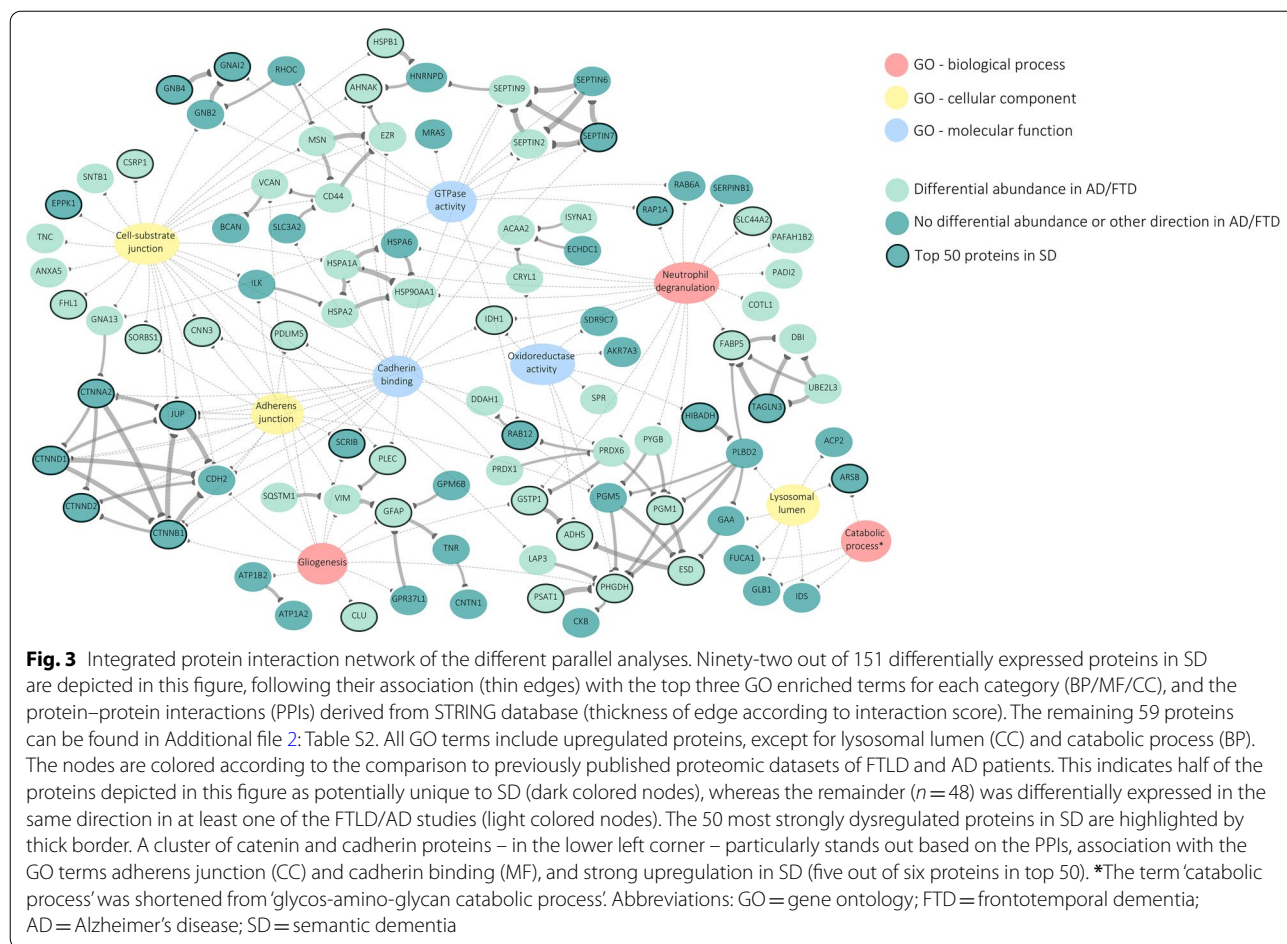 HSPB1
GNAI2
RHOC
GNB4
HNRNPD
AHNAK
SEPTIN9
SEPTIN6
GNB2
MRAS
EZR
MSN
SEPTIN2
SEPTIN7
CSRP1
SNTB1
VCAN
CD44
GTPase
activity
RAB6A
SERPINB1
EPPK1
RAP1A
SLC44A2
ISYNA1
ACAA2
BCAN
SLC3A2
TNC
Cell-substrate
junction
HSPA6
ECHDC1
PAFAH1B2
HSPA1A
ANXA5
CRYL1
Neutrophil
degranulation
PADI2
ILK
HSP90AA1
FHL1
HSPA2
COTL1
GNA13
IDH1
SDR9C7
SORBS1
CNN3
PDLIM5
FABP5
DBI
AKR7A3
Oxidoreductase
activity
Cadherin
binding
UBE2L3
CTNNA2
DDAH1
SPR
TAGLN3
JUP
Adherens
junction
HIBADH
RAB12
SCRIB
PYGB
ACP2
PRDX6
PLBD2
CTNND1
PLEC
PRDX1
CDH2
GPM6B
ARSB
SQSTM1
VIM
PGM5
GSTP1
Lysosomal
lumen
CTNND2
GFAP
PGM1
GAA
CTNNB1
ADH5
Catabolic
process*
TNR
FUCA1
LAP3
Gliogenesis
ESD
ATP1B2
PHGDH
GLB1
IDS
PSAT1
GPR37L1
CNTN1
ATP1A2
CLU
CKB
GO - biological process
GO - cellular component
GO - molecular function
Differential abundance in AD/FTD
No differential abundance or other direction in AD/FTD
Top 50 proteins in SD
Fig. 3 Integrated protein interaction network of the different parallel analyses. Ninety-two out of 151 differentially expressed proteins in SD
are depicted in this figure, following their association (thin edges) with the top three GO enriched terms for each category (BP/MF/CC), and the
protein–protein interactions (PPIs) derived from STRING database (thickness of edge according to interaction score). The remaining 59 proteins
can be found in Additional file 2: Table S2. All GO terms include upregulated proteins, except for lysosomal lumen (CC) and catabolic process (BP).
The nodes are colored according to the comparison to previously published proteomic datasets of FTLD and AD patients. This indicates half of the
proteins depicted in this figure as potentially unique to SD (dark colored nodes), whereas the remainder (n = 48) was differentially expressed in the
same direction in at least one of the FTLD/AD studies (light colored nodes). The 50 most strongly dysregulated proteins in SD are highlighted by
thick border. A cluster of catenin and cadherin proteins – in the lower left corner – particularly stands out based on the PPIs, association with the
GO terms adherens junction (CC) and cadherin binding (MF), and strong upregulation in SD (five out of six proteins in top 50). *The term ‘catabolic
process’ was shortened from ‘glycos-amino-glycan catabolic process’. Abbreviations: GO = gene ontology; FTD = frontotemporal dementia;
AD = Alzheimer’s disease; SD = semantic dementia